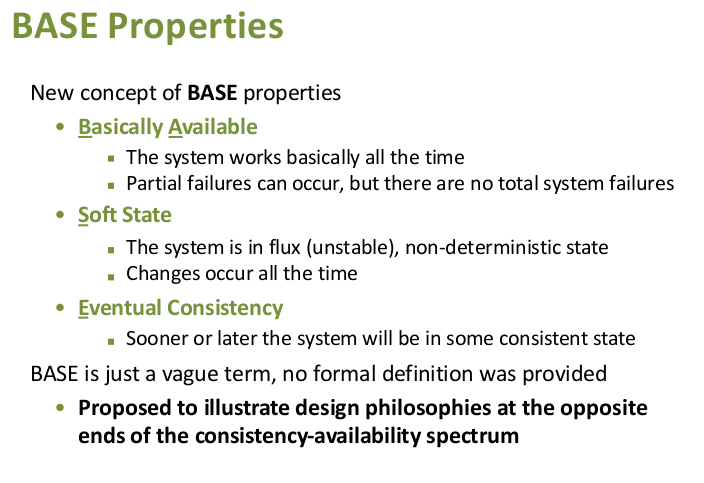 BASE Properties
New concept of BASE properties
• Basically Available
▪ The system works basically all the time
▪ Partial failures can occur, but there are no total system failures
• Soft State
▪ The system is in flux (unstable), non-deterministic state
▪ Changes occur all the time
• Eventual Consistency
▪ Sooner or later the system will be in some consistent state
BASE is just a vague term, no formal definition was provided
• Proposed to illustrate design philosophies at the opposite
ends of the consistency-availability spectrum